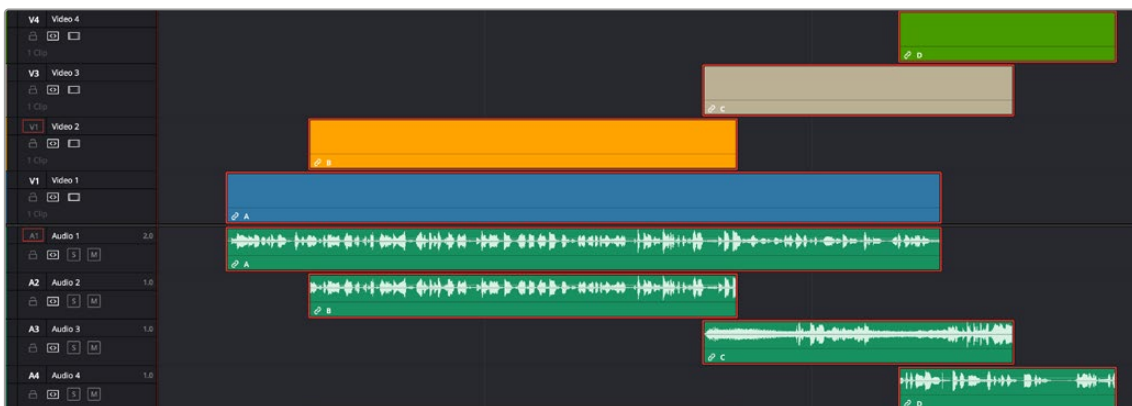 V4 Video 4
1 Clip
D
V3 Video 3
1 Clip
C
V1 Video 2
1 Clip
B
V1 Video 1
1 Clip
A
A1 Audio 1 2.0
S M
A
A2 Audio 2 1.0
S M
B
A3 Audio 3 1.0
S M
C
A4 Audio 4 1.0
S M
D